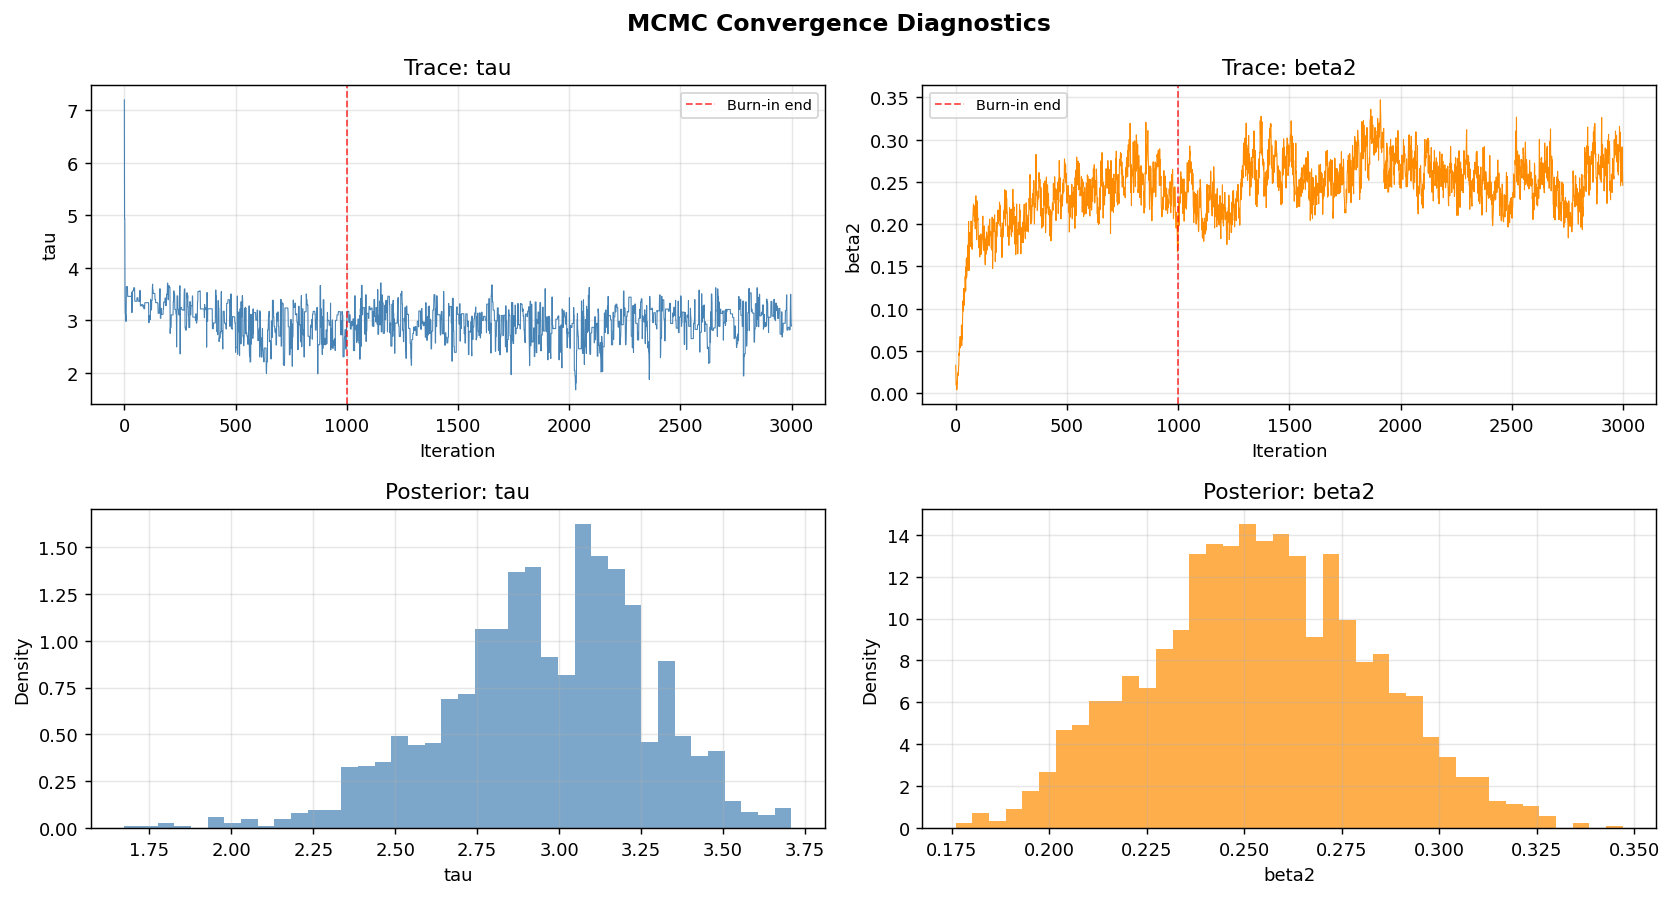 MCMC Convergence Diagnostics
Trace: tau
7
6
5
4
3
2
tau
Burn-in end
0 500 1000 1500 2000 2500 3000
Iteration
Trace: beta2
0.35
0.30
0.25
0.20
0.15
0.10
0.05
0.00
beta2
Burn-in end
0 500 1000 1500 2000 2500 3000
Iteration
Posterior: tau
1.50
1.25
1.00
0.75
0.50
0.25
0.00
Density
1.75 2.00 2.25 2.50 2.75 3.00 3.25 3.50 3.75
tau
Posterior: beta2
14
12
10
8
6
4
2
0
Density
0.175 0.200 0.225 0.250 0.275 0.300 0.325 0.350
beta2